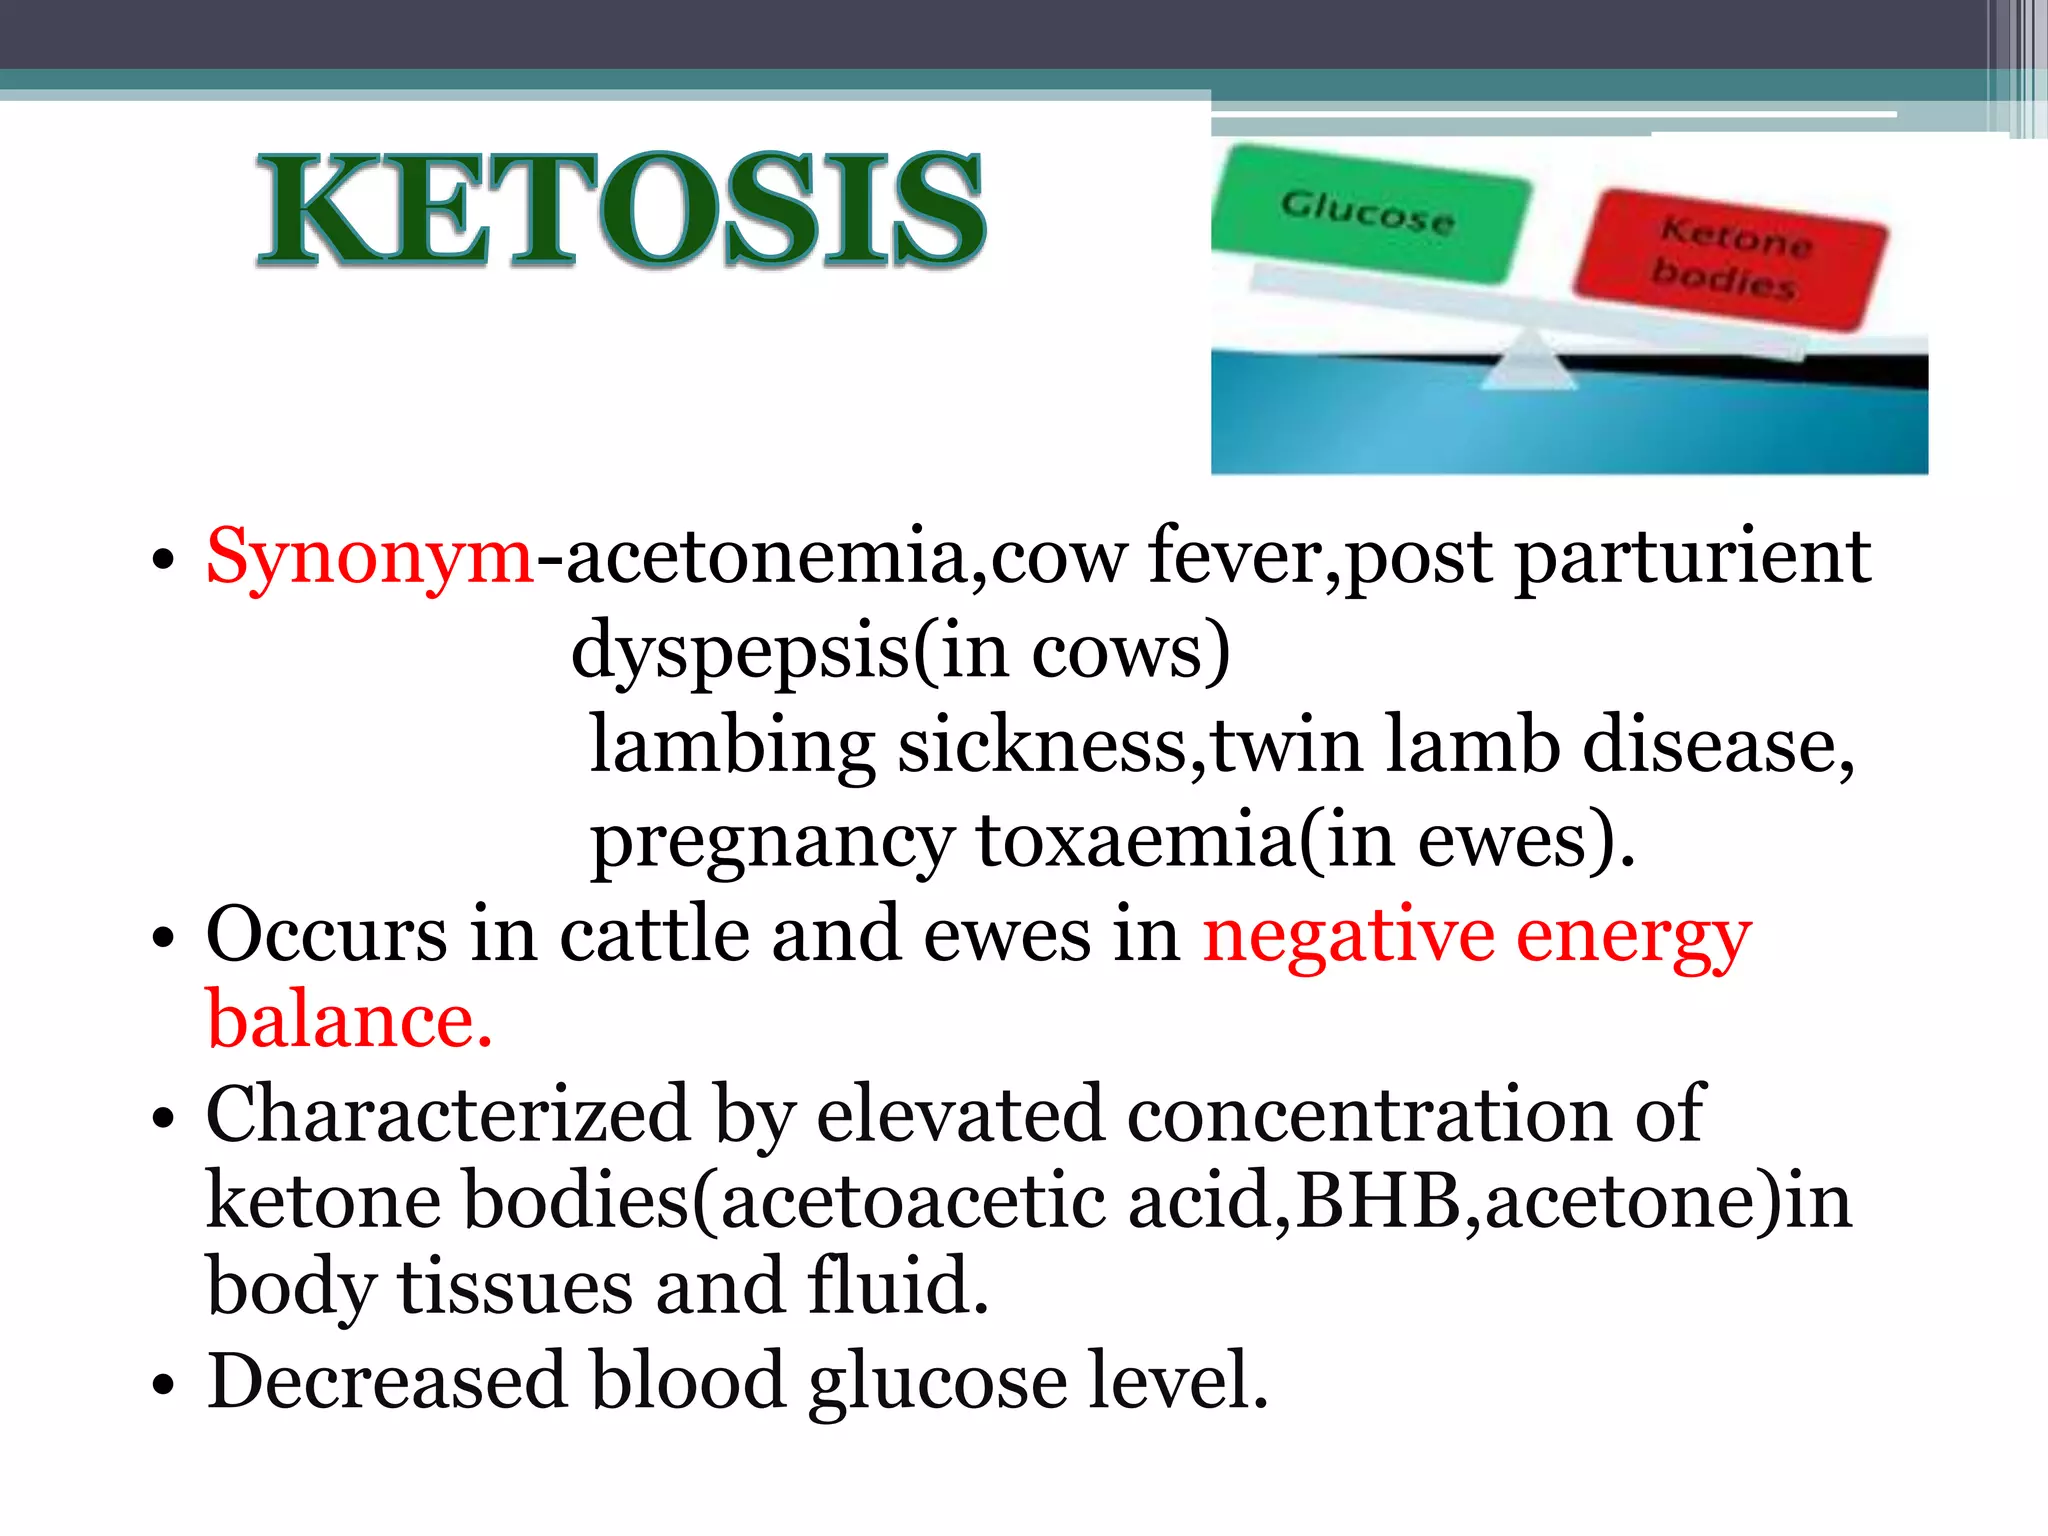 KETOSIS
Glucose
Ketone
bodies
• Synonym-acetonemia,cow fever,post parturient
dyspepsis(in cows)
lambing sickness,twin lamb disease,
pregnancy toxaemia(in ewes).
• Occurs in cattle and ewes in negative energy
balance.
• Characterized by elevated concentration of
ketone bodies(acetoacetic acid,BHB,acetone)in
body tissues and fluid.
• Decreased blood glucose level.